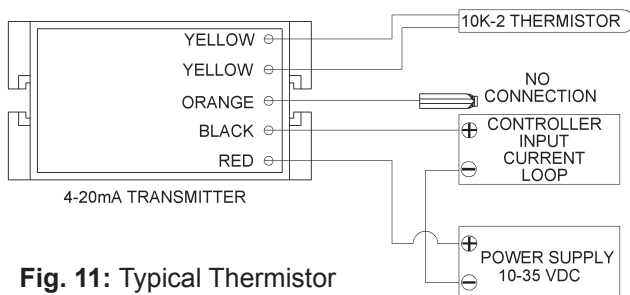 YELLOW
YELLOW
ORANGE
BLACK
RED
4-20mA TRANSMITTER
10K-2 THERMISTOR
NO
CONNECTION
CONTROLLER
INPUT
CURRENT
LOOP
POWER SUPPLY
10-35 VDC
Fig. 11: Typical Thermistor